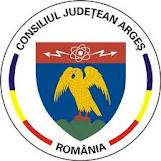 CONSILIUL JUDEȚEAN ARGEȘ
ROMÂNIA